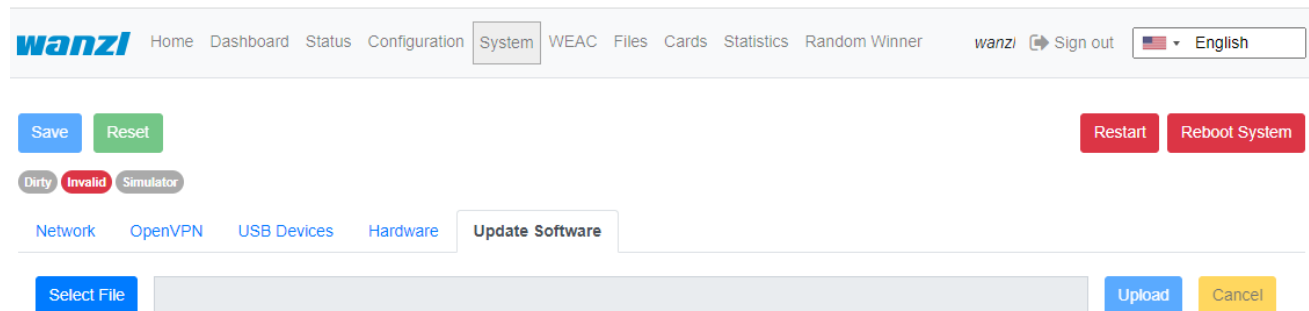 wanzl Home Dashboard Status Configuration System WEAC Files Cards Statistics Random Winner wanzl Sign out English
Save Reset Restart Reboot System
Dirty Invalid Simulator
Network OpenVPN USB Devices Hardware Update Software
Select File Upload Cancel